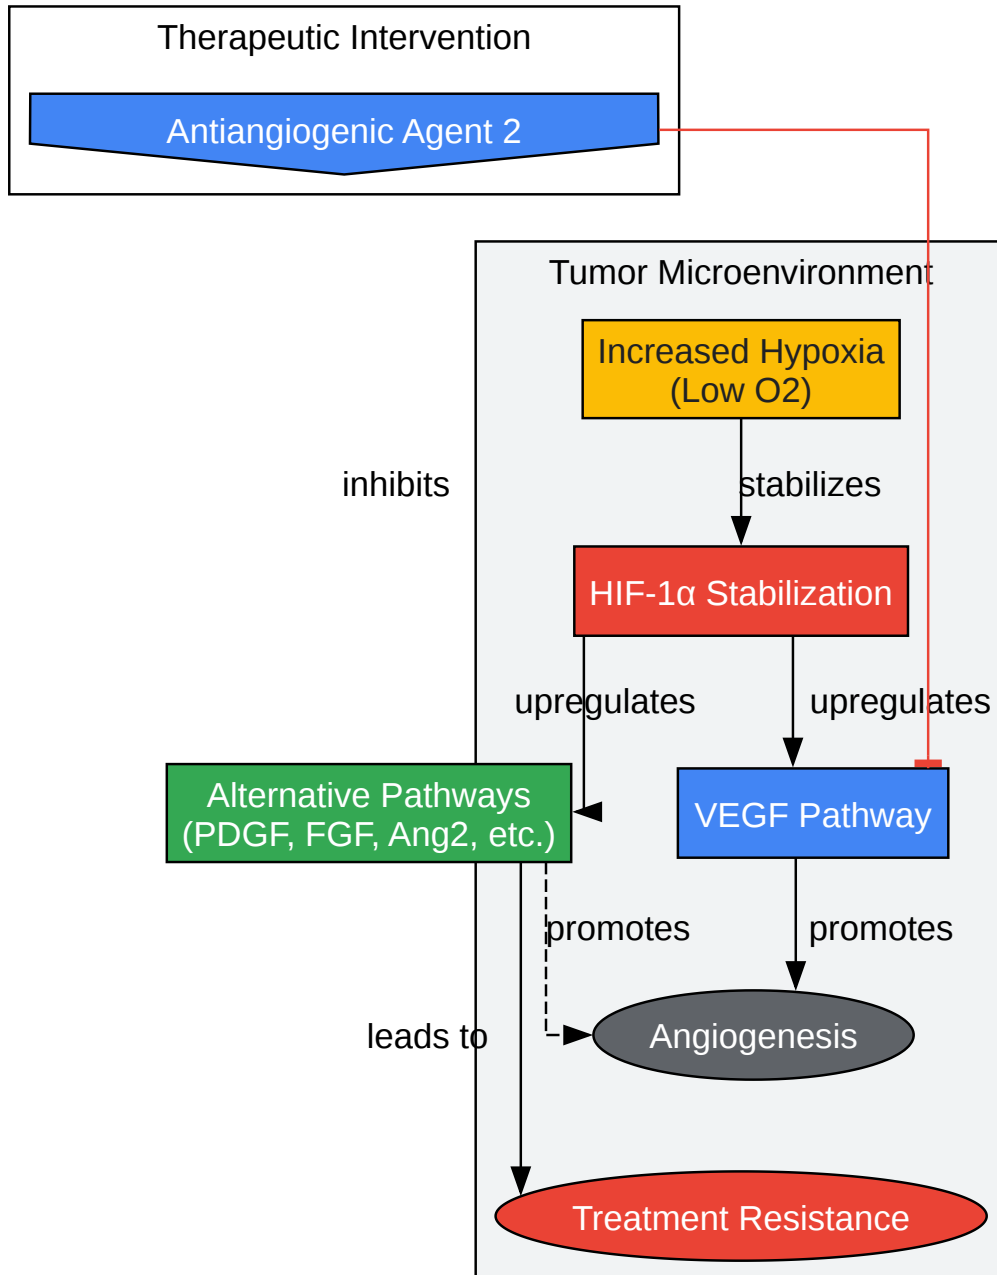 Therapeutic Intervention
Antiangiogenic Agent 2
Tumor Microenvironment
Increased Hypoxia
(Low O2)
inhibits
stabilizes
HIF-1α Stabilization
upregulates
upregulates
Alternative Pathways
(PDGF, FGF, Ang2, etc.)
VEGF Pathway
promotes
promotes
leads to
Angiogenesis
Treatment Resistance